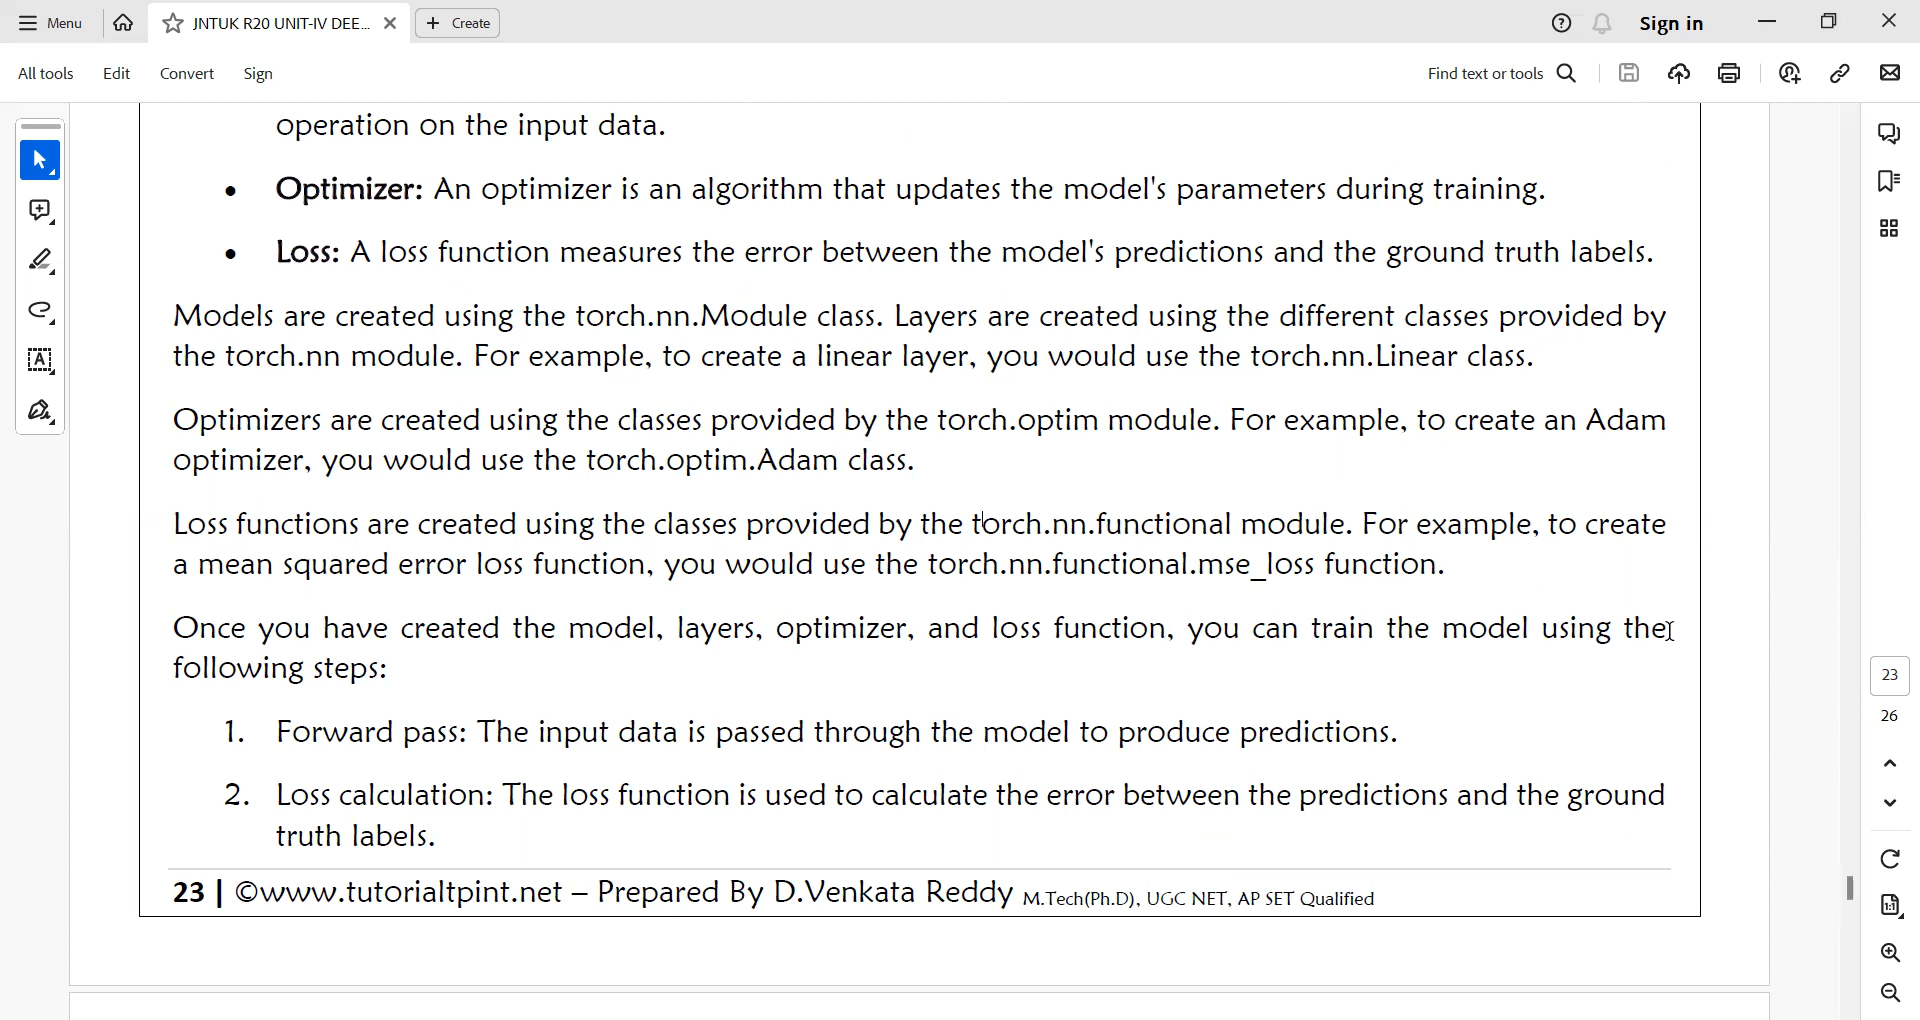 Menu
JNTUK R20 UNIT-IV DEE...
Create
Sign in
All tools
Edit
Convert
Sign
Find text or tools
operation on the input data.
• Optimizer: An optimizer is an algorithm that updates the model's parameters during training.
• Loss: A loss function measures the error between the model's predictions and the ground truth labels.
Models are created using the torch.nn.Module class. Layers are created using the different classes provided by
the torch.nn module. For example, to create a linear layer, you would use the torch.nn.Linear class.
Optimizers are created using the classes provided by the torch.optim module. For example, to create an Adam
optimizer, you would use the torch.optim.Adam class.
Loss functions are created using the classes provided by the torch.nn.functional module. For example, to create
a mean squared error loss function, you would use the torch.nn.functional.mse_loss function.
Once you have created the model, layers, optimizer, and loss function, you can train the model using the
following steps:
1. Forward pass: The input data is passed through the model to produce predictions.
2. Loss calculation: The loss function is used to calculate the error between the predictions and the ground
truth labels.
23 | ©www.tutorialtpint.net – Prepared By D.Venkata Reddy M.Tech(Ph.D), UGC NET, AP SET Qualified
23
26